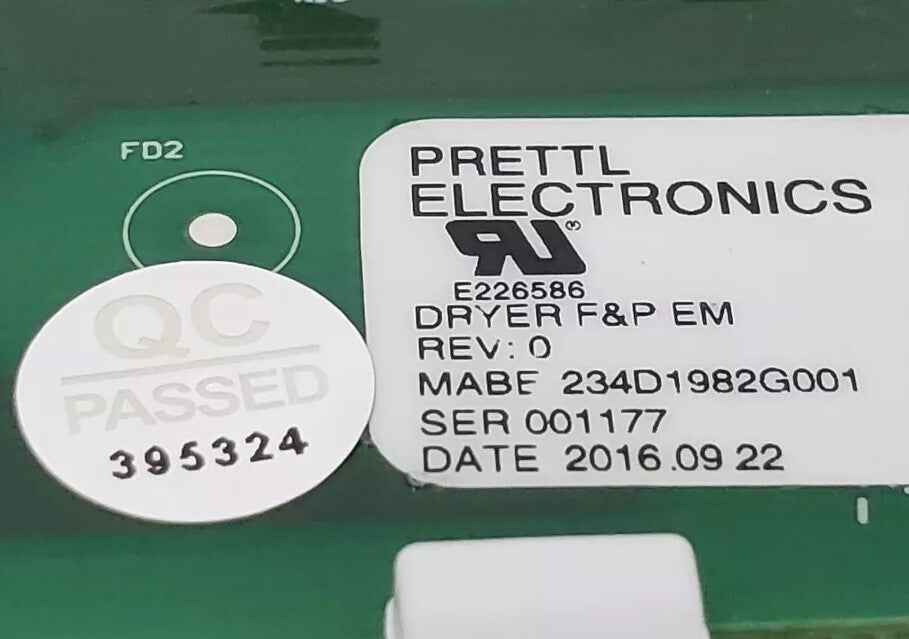 FD2
PRETTL
ELECTRONICS
®
E226586
DRYER F&P EM
REV: 0
MABE 234D1982G001
SER 001177
DATE 2016.09 22
QC
PASSED
395324